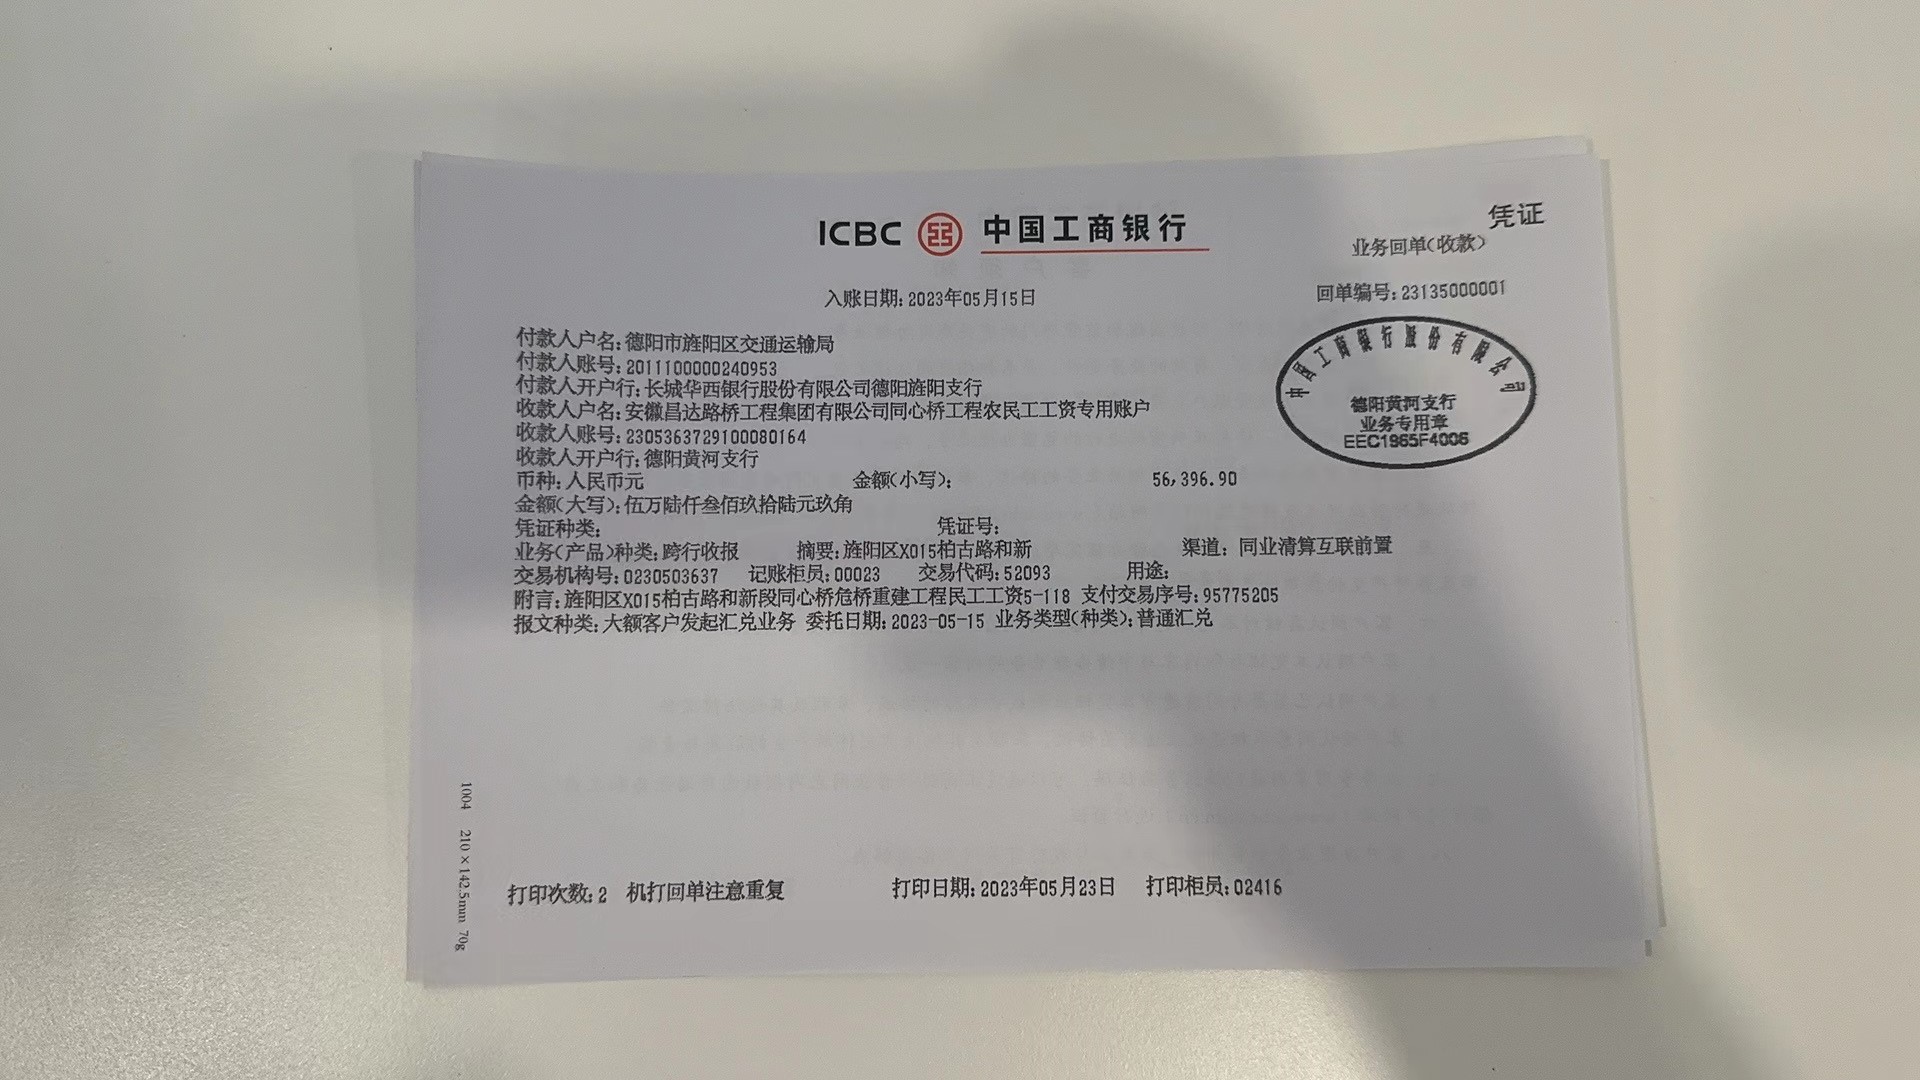 ICBC 中国工商银行
凭证
业务回单(收款)
入账日期:2023年05月15日
回单编号:23135000001
付款人户名:德阳市旌阳区交通运输局
付款人账号:2011100000240953
付款人开户行:长城华西银行股份有限公司德阳旌阳支行
收款人户名:安徽昌达路桥工程集团有限公司同心桥工程农民工工资专用账户
收款人账号:2305363729100080164
收款人开户行:德阳黄河支行
中国工商银行股份有限公司
德阳黄河支行
业务专用章
EEC1965F4006
币种:人民币元 金额(小写): 56,396.90
金额(大写):伍万陆仟叁佰玖拾陆元玖角
凭证种类: 凭证号:
业务(产品)种类:跨行收报 摘要:旌阳区X015柏古路和新 渠道: 同业清算互联前置
交易机构号:0230503637 记账柜员:00023 交易代码:52093 用途:
附言:旌阳区X015柏古路和新段同心桥危桥重建工程民工工资5-118 支付交易序号:95775205
报文种类:大额客户发起汇兑业务 委托日期:2023-05-15 业务类型(种类):普通汇兑
1004 210×142.5mm 70g
打印次数:2 机打回单注意重复 打印日期:2023年05月23日 打印柜员:02416